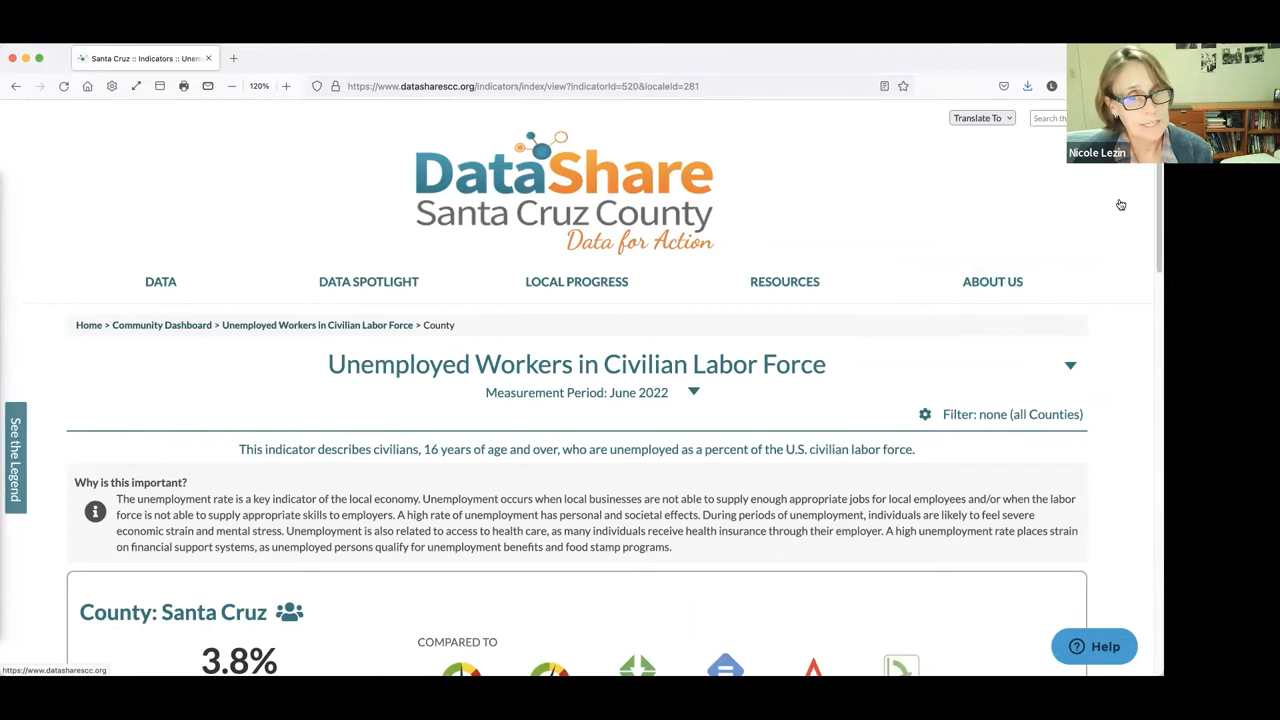 Santa Cruz :: Indicators :: Unem
120%
https://www.datasharescc.org/indicators/index/view?indicatorId=520&localeId=281
Translate To
Search th
Nicole Lezin
DataShare
Santa Cruz County
Data for Action
DATA
DATA SPOTLIGHT
LOCAL PROGRESS
RESOURCES
ABOUT US
Home > Community Dashboard > Unemployed Workers in Civilian Labor Force > County
Unemployed Workers in Civilian Labor Force
Measurement Period: June 2022
Filter: none (all Counties)
See the Legend
This indicator describes civilians, 16 years of age and over, who are unemployed as a percent of the U.S. civilian labor force.
Why is this important?
The unemployment rate is a key indicator of the local economy. Unemployment occurs when local businesses are not able to supply enough appropriate jobs for local employees and/or when the labor
force is not able to supply appropriate skills to employers. A high rate of unemployment has personal and societal effects. During periods of unemployment, individuals are likely to feel severe
economic strain and mental stress. Unemployment is also related to access to health care, as many individuals receive health insurance through their employer. A high unemployment rate places strain
on financial support systems, as unemployed persons qualify for unemployment benefits and food stamp programs.
County: Santa Cruz
COMPARED TO
3.8%
Help
https://www.datasharescc.org